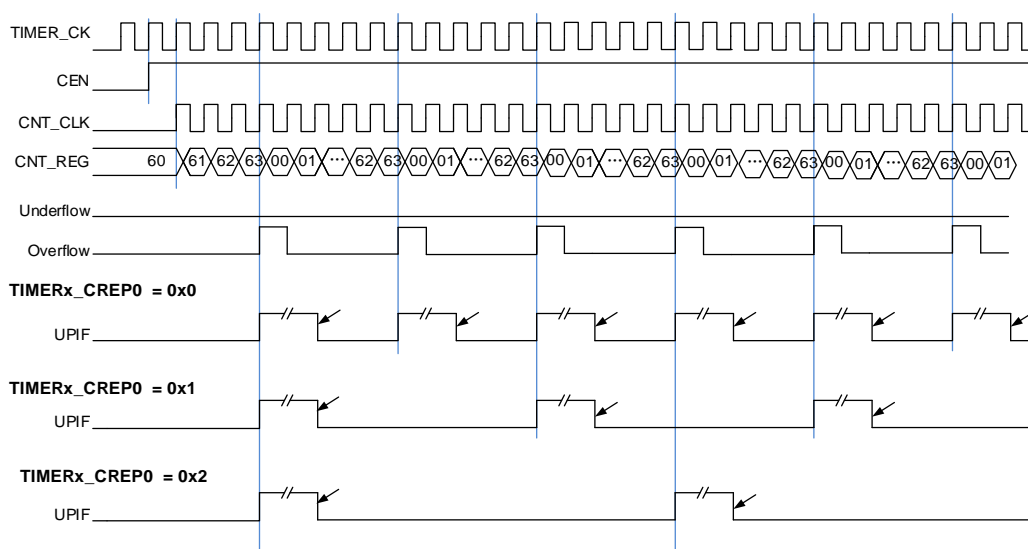 TIMER_CK
CEN
CNT_CLK
CNT_REG 60 61 62 63 00 01 ... 62 63 00 01 ... 62 63 00 01 ... 62 63 00 01 ... 62 63 00 01 ... 62 63 00 01
Underflow
Overflow
TIMERx_CREP0 = 0x0
UPIF
TIMERx_CREP0 = 0x1
UPIF
TIMERx_CREP0 = 0x2
UPIF